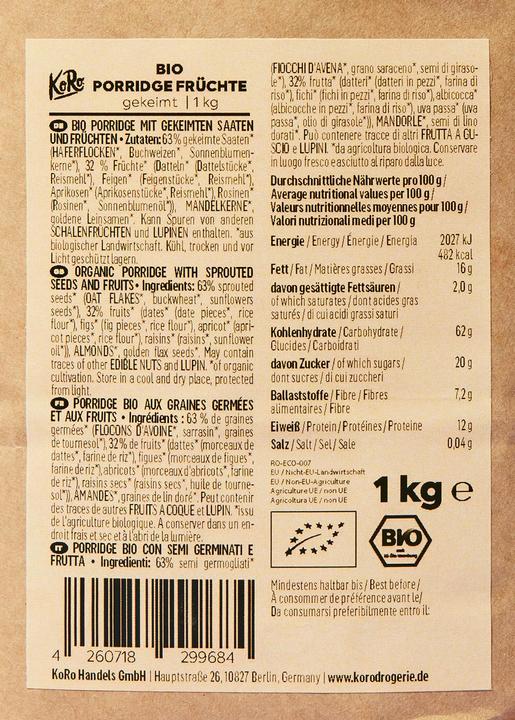 KoRo
BIO
PORRIDGE FRÜCHTE
gekeimt | 1 kg
DE BIO PORRIDGE MIT GEKEIMTEN SAATEN
UND FRÜCHTEN • Zutaten: 63% gekeimte Saaten*
(HAFERFLOCKEN*, Buchweizen*, Sonnenblumen-
kerne*), 32 % Früchte* (Datteln* (Dattelstücke*,
Reismehl*), Feigen* (Feigenstücke*, Reismehl*),
Aprikosen* (Aprikosenstücke*, Reismehl*), Rosinen*
(Rosinen*, Sonnenblumenöl*)), MANDELKERNE*,
goldene Leinsamen*. Kann Spuren von anderen
SCHALENFRÜCHTEN und LUPINEN enthalten. *aus
biologischer Landwirtschaft. Kühl, trocken und vor
Licht geschützt lagern.
ORGANIC PORRIDGE WITH SPROUTED
SEEDS AND FRUITS • Ingredients: 63% sprouted
seeds* (OAT FLAKES*, buckwheat*, sunflowers
seeds*), 32% fruits* (dates* (date pieces*, rice
flour*), figs* (fig pieces*, rice flour*), apricot* (apri-
cot pieces*, rice flour*), raisins* (raisins*, sunflower
oil*)), ALMONDS*, golden flax seeds*. May contain
traces of other EDIBLE NUTS and LUPIN. *of organic
cultivation. Store in a cool and dry place, protected
from light.
FR PORRIDGE BIO AUX GRAINES GERMÉES
ET AUX FRUITS • Ingrédients : 63 % de graines
germées* (FLOCONS D'AVOINE*, sarrasin*, graines
de tournesol*), 32% de fruits* (dattes* (morceaux de
dattes*, farine de riz*), figues* (morceaux de figues*,
farine de riz*), abricots* (morceaux d'abricots*, farine
de riz*), raisins secs* (raisins secs*, huile de tourne-
sol*)), AMANDES*, graines de lin doré*. Peut contenir
des traces de autres FRUITS A COQUE et LUPIN. *issu
de l'agriculture biologique. A conserver dans un en-
droit frais et sec et à l'abri de la lumière.
IT PORRIDGE BIO CON SEMI GERMINATI E
FRUTTA • Ingredienti: 63% semi germogliati*
(FIOCCHI D'AVENA*, grano saraceno*, semi di giraso-
le*), 32% frutta* (datteri* (datteri in pezzi*, farina di
riso*), fichi* (fichi in pezzi*, farina di riso*), albicocca*
(albicocche in pezzi*, farina di riso*), uva passa* (uva
passa*, olio di girasole*)), MANDORLE*, semi di lino
dorati*. Può contenere tracce di altri FRUTTA A GU-
SCIO e LUPINI. *da agricoltura biologica. Conservare
in luogo fresco e asciutto al riparo dalla luce.
Durchschnittliche Nährwerte pro 100 g/
Average nutritional values per 100 g/
Valeurs nutritionnelles moyennes pour 100 g/
Valori nutrizionali medi per 100 g
Energie / Energy / Énergie / Energia 2027 kJ
482 kcal
Fett / Fat / Matières grasses / Grassi 16 g
davon gesättigte Fettsäuren / 2,0 g
of which saturates / dont acides gras
saturés / di cui acidi grassi saturi
Kohlenhydrate / Carbohydrate / 62 g
Glucides / Carboidrati
davon Zucker / of which sugars / 20 g
dont sucres / di cui zuccheri
Ballaststoffe / Fibre / Fibres 7,2 g
alimentaires / Fibre
Eiweiß / Protein / Protéines / Proteine 12 g
Salz / Salt / Sel / Sale 0,04 g
RO-ECO-007
EU / Nicht-EU-Landwirtschaft
EU / Non-EU-Agriculture
Agriculture UE / non UE
Agricoltura UE / non UE
1 kg e
BIO
Mindestens haltbar bis / Best before /
À consommer de préférence avant le /
Da consumarsi preferibilmente entro il:
4 260718 299684
KoRo Handels GmbH | Hauptstraße 26, 10827 Berlin, Germany | www.korodrogerie.de